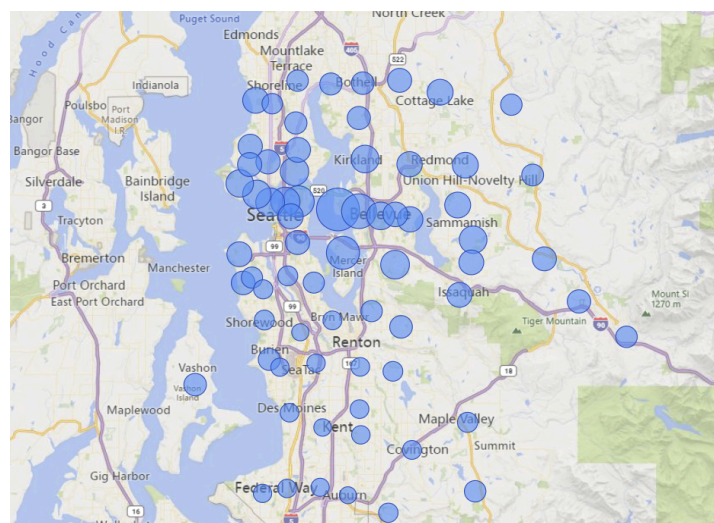 Puget Sound
North Creek
Hood Can
Edmonds
405
Mountlake
Terrace
522
Bothell
Indianola
Shoreline
Cottage Lake
Poulsbo
Port
Madison
I.R.
Bangor
5
Bangor Base
Kirkland
Redmond
Silverdale
Bainbridge
Island
520
Union Hill-Novelty Hill
3
Seattle
Bellevue
Tracyton
Sammamish
99
Bremerton
Mercer
Island
Manchester
Port Orchard
East Port Orchard
Issaquah
Mount Si
1270 m
99
Shorewood
Bryn Mawr
Tiger Mountain
90
Renton
Burien
Vashon
SeaTac
167
18
Vashon
Island
Maplewood
Des Moines
Maple Valley
Kent
Summit
Covington
Gig Harbor
Federal Way
Auburn
16
5